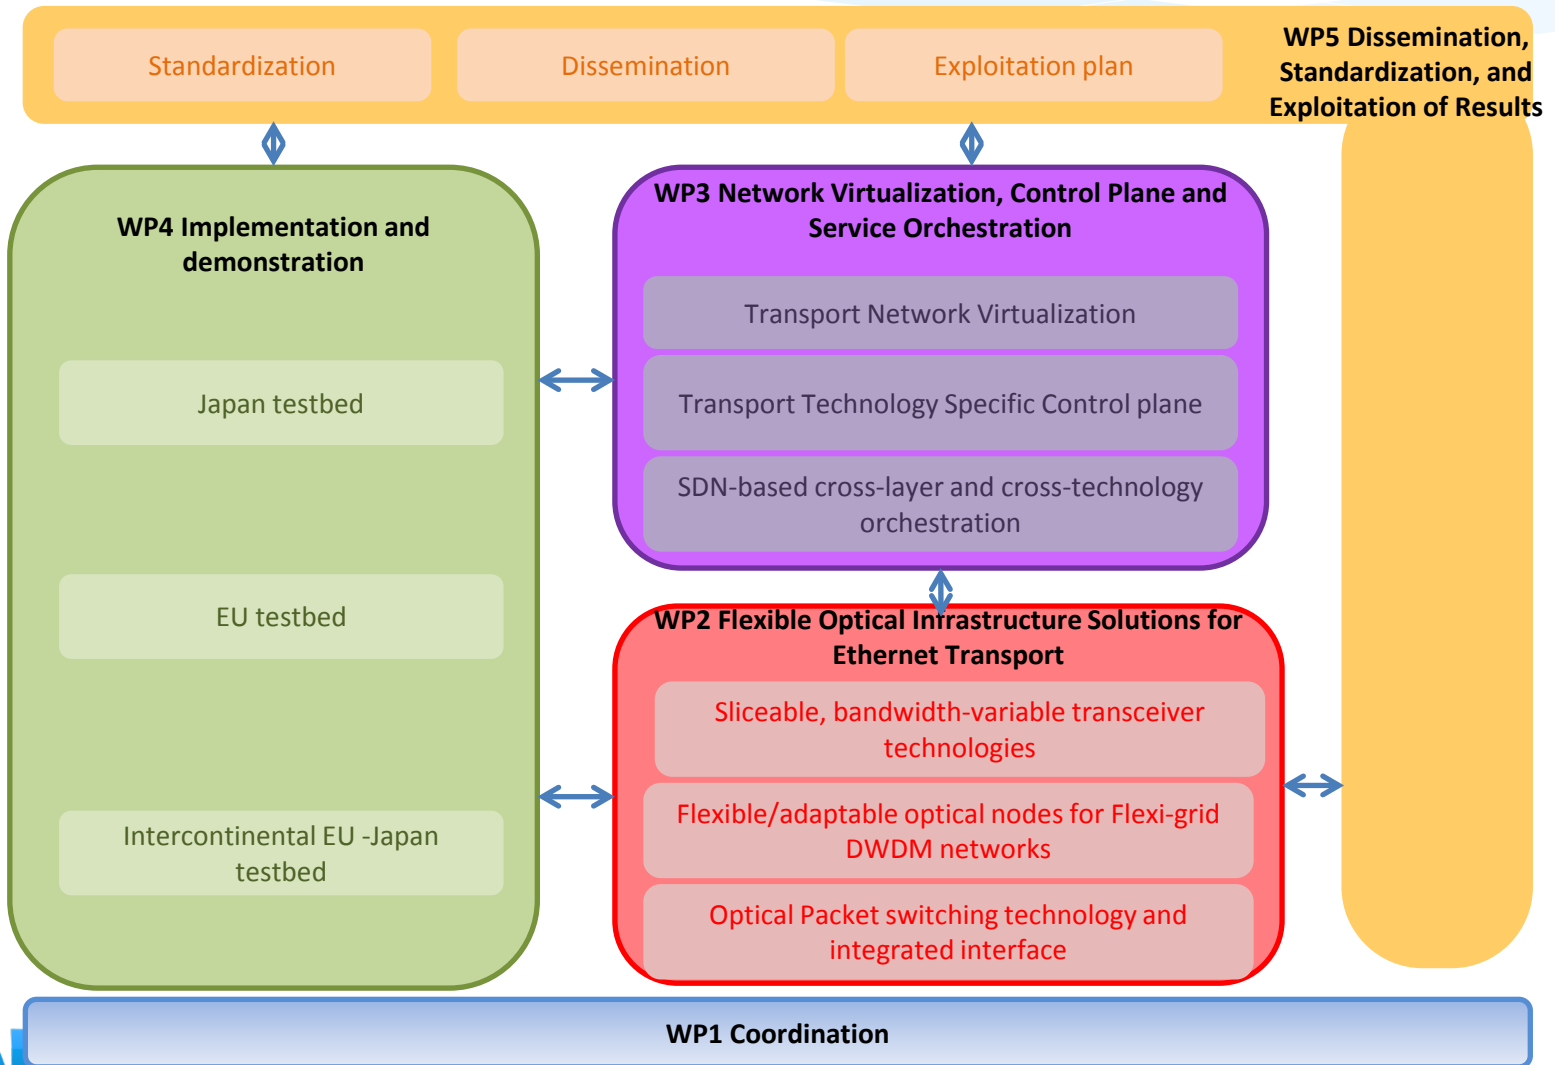 Standardization
Dissemination
Exploitation plan
WP5 Dissemination,
Standardization, and
Exploitation of Results
WP4 Implementation and
demonstration
Japan testbed
EU testbed
Intercontinental EU -Japan
testbed
WP3 Network Virtualization, Control Plane and
Service Orchestration
Transport Network Virtualization
Transport Technology Specific Control plane
SDN-based cross-layer and cross-technology
orchestration
WP2 Flexible Optical Infrastructure Solutions for
Ethernet Transport
Sliceable, bandwidth-variable transceiver
technologies
Flexible/adaptable optical nodes for Flexi-grid
DWDM networks
Optical Packet switching technology and
integrated interface
WP1 Coordination